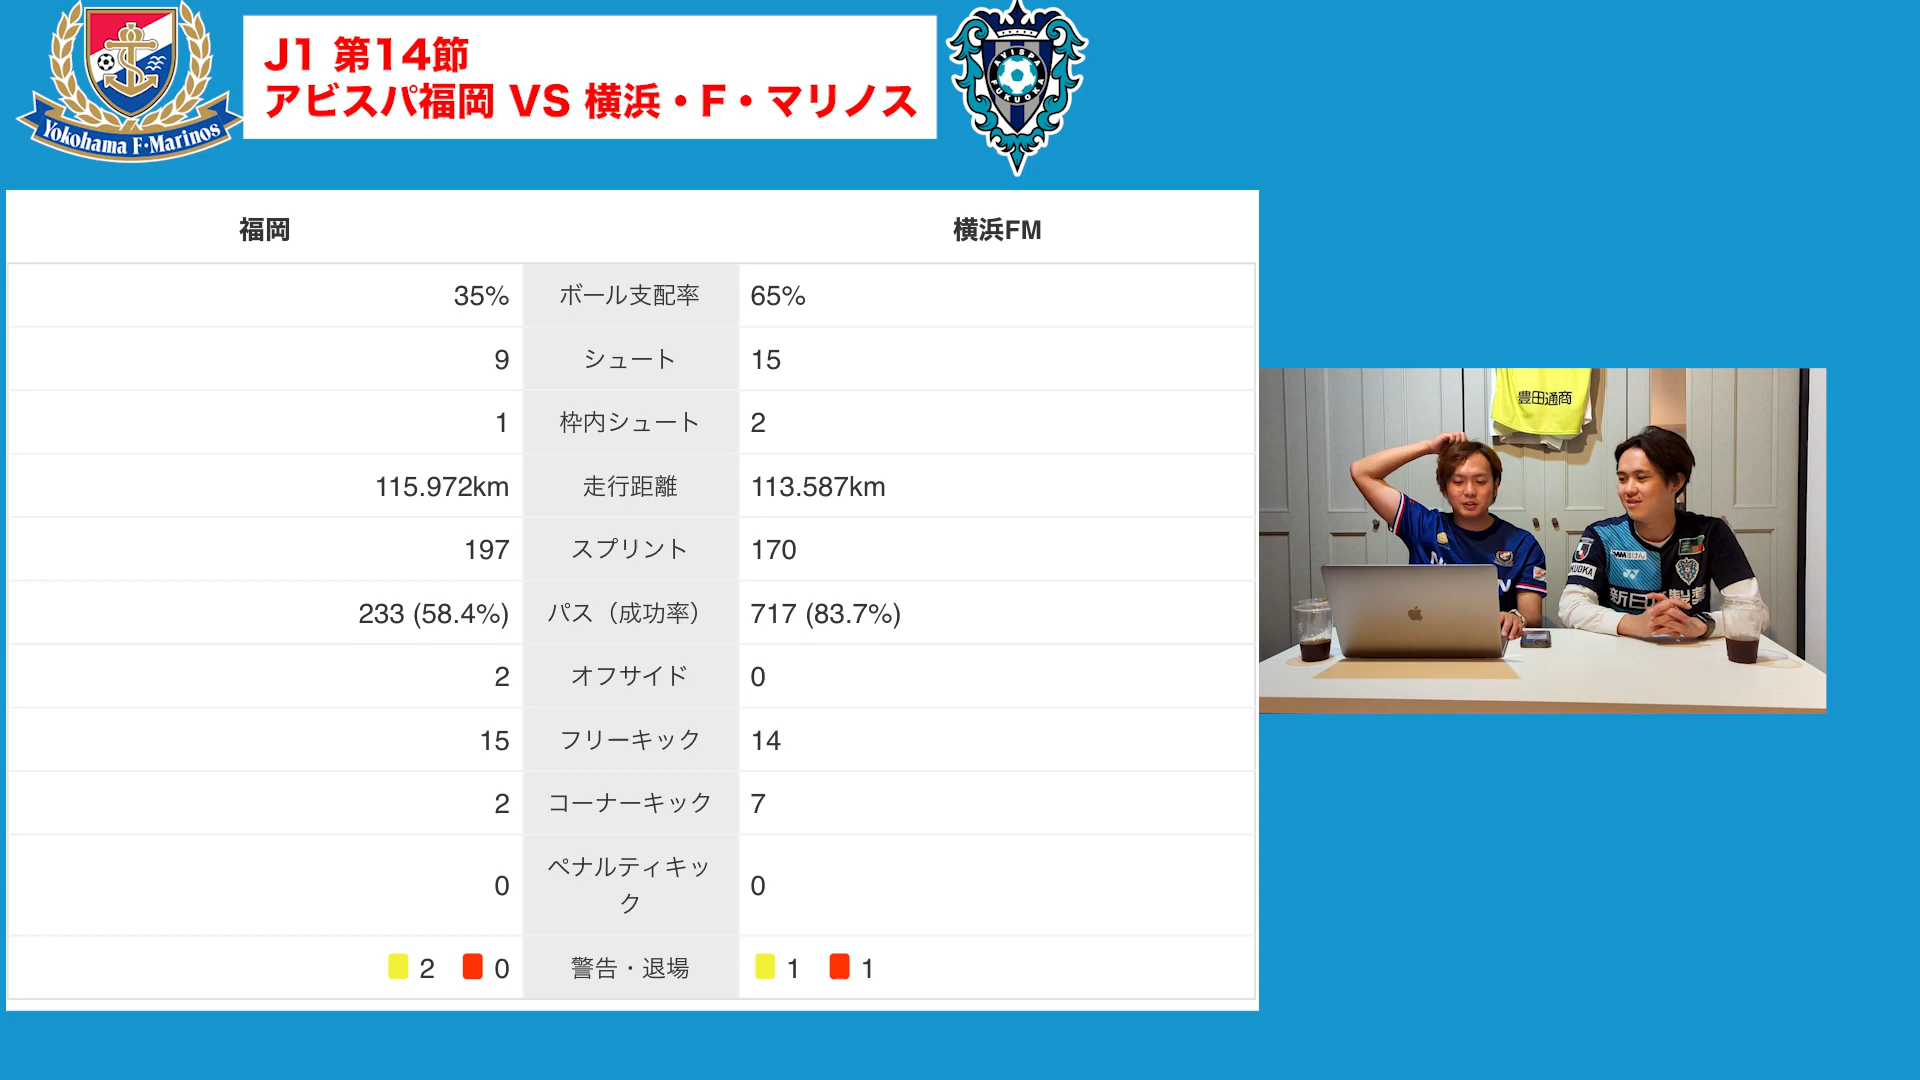 J1 第14節
アビスパ福岡 VS 横浜・F・マリノス
Yokohama F·Marinos
AVISPA
FUKUOKA
福岡 横浜FM
35% ボール支配率 65%
9 シュート 15
1 枠内シュート 2
115.972km 走行距離 113.587km
197 スプリント 170
233 (58.4%) パス（成功率） 717 (83.7%)
2 オフサイド 0
15 フリーキック 14
2 コーナーキック 7
0 ペナルティキッ 0
ク
2 0 警告・退場 1 1
豊田通商